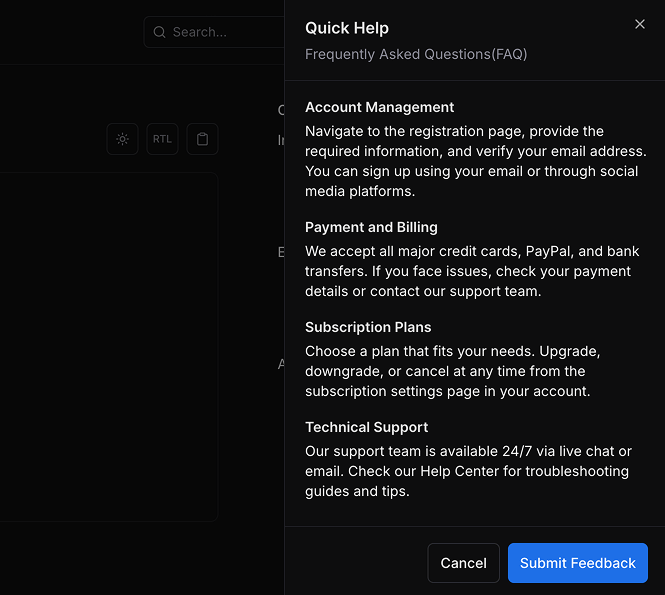 Search...
RTL
Quick Help
Frequently Asked Questions(FAQ)
Account Management
Navigate to the registration page, provide the
required information, and verify your email address.
You can sign up using your email or through social
media platforms.
Payment and Billing
We accept all major credit cards, PayPal, and bank
transfers. If you face issues, check your payment
details or contact our support team.
Subscription Plans
Choose a plan that fits your needs. Upgrade,
downgrade, or cancel at any time from the
subscription settings page in your account.
Technical Support
Our support team is available 24/7 via live chat or
email. Check our Help Center for troubleshooting
guides and tips.
Cancel
Submit Feedback